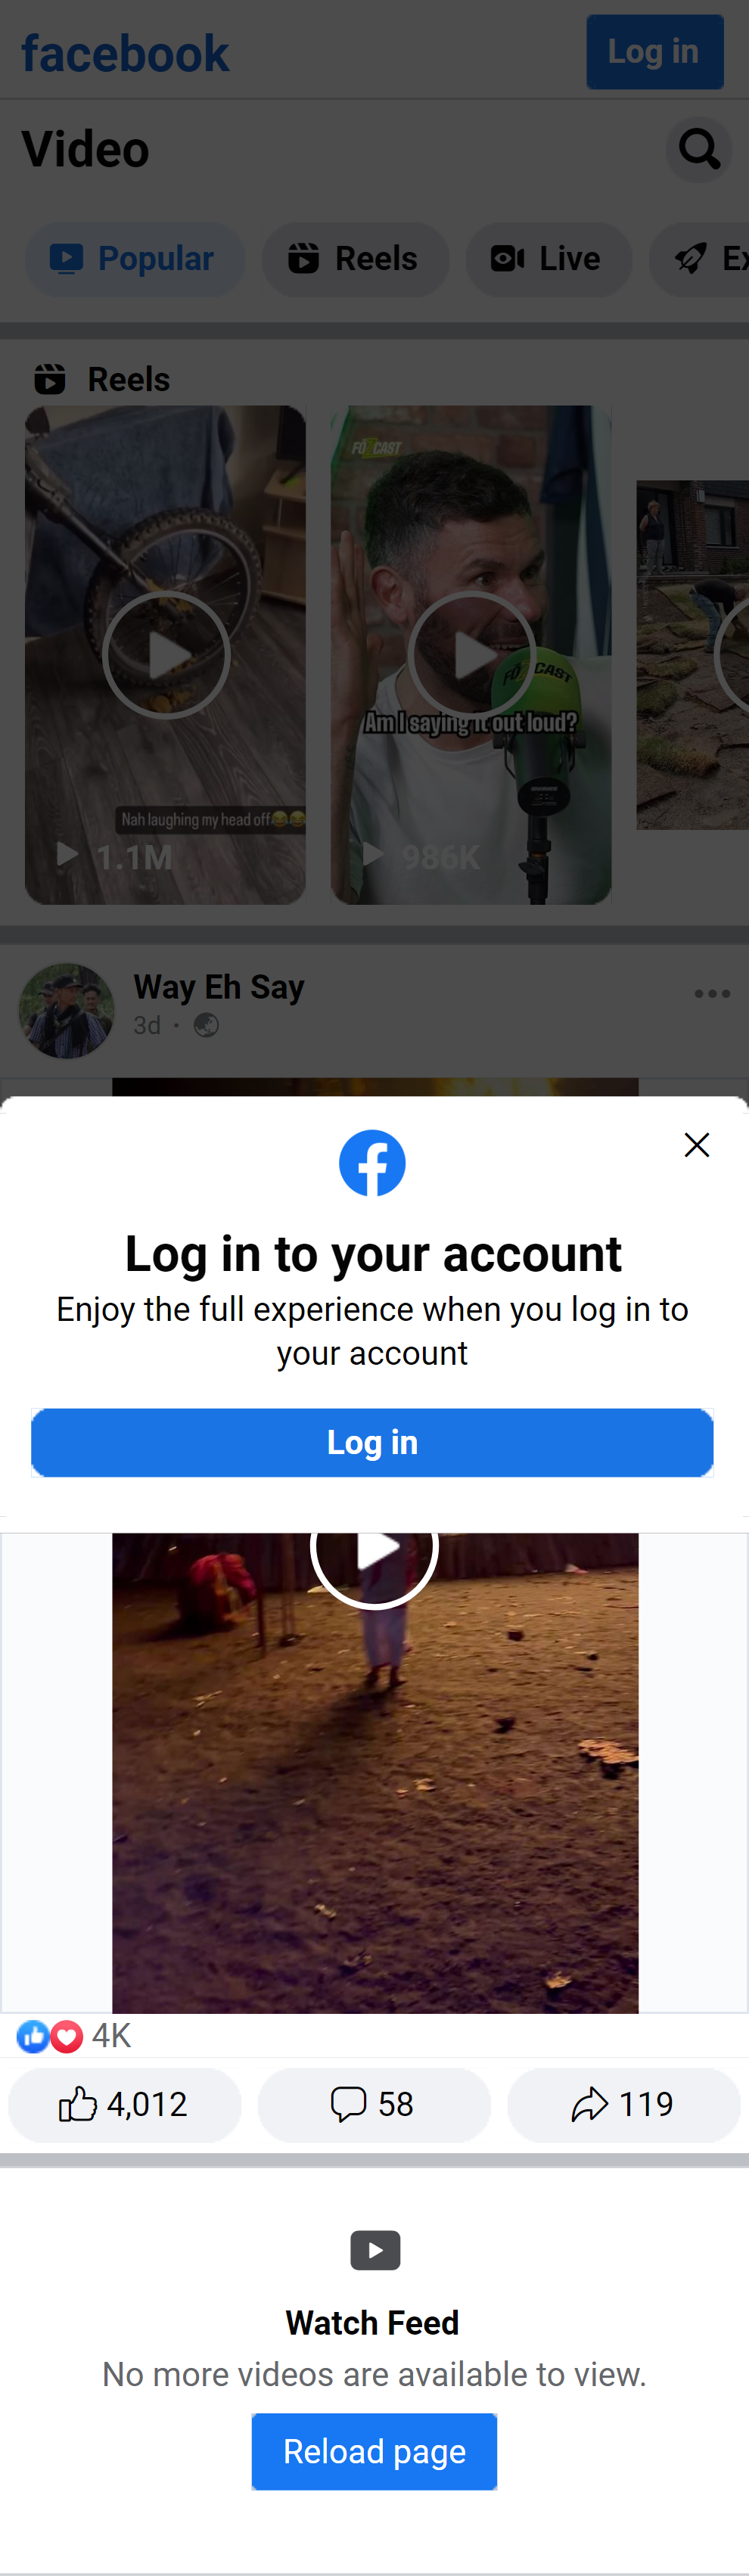 facebook
Log in
Video
Popular
Reels
Live
Ex
Reels
FOZCAST
FOZCAST
Am I saying it out loud?
Nah laughing my head off😂😂
1.1M
986K
Way Eh Say
3d ·
Log in to your account
Enjoy the full experience when you log in to
your account
Log in
4K
4,012
58
119
Watch Feed
No more videos are available to view.
Reload page